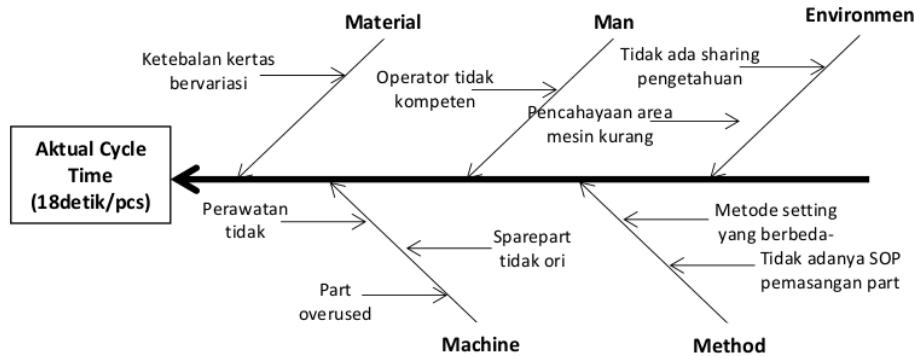 Material
Man
Environmen
Ketebalan kertas
bervariasi
Operator tidak
kompeten
Tidak ada sharing
pengetahuan
Pencahayaan area
mesin kurang
Aktual Cycle
Time
(18detik/pcs)
Perawatan
tidak
Sparepart
tidak ori
Part
overused
Metode setting
yang berbeda-
Tidak adanya SOP
pemasangan part
Machine
Method